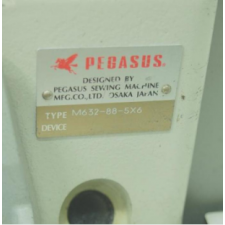 PEGASUS
DESIGNED BY
PEGASUS SEWING MACHINE
MFG.CO.,LTD. OSAKA JAPAN
TYPE M632-88-5X6
DEVICE